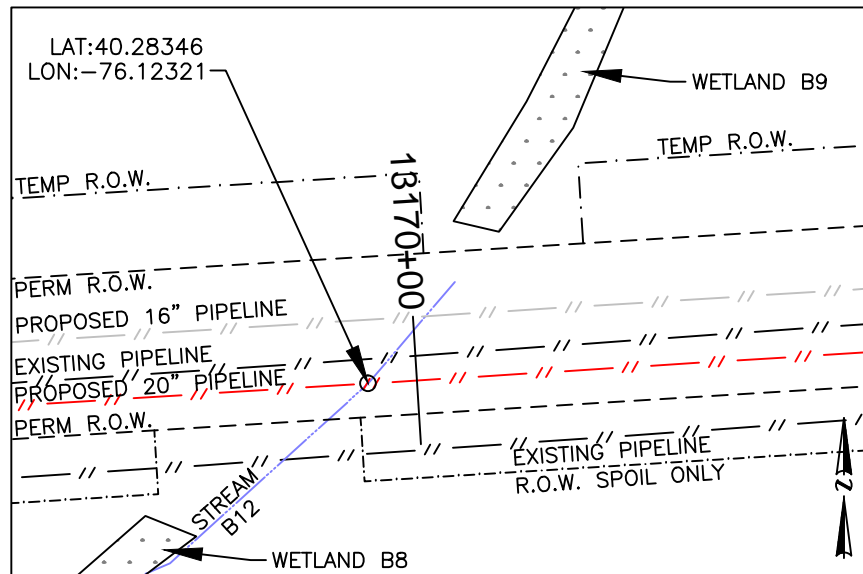 LAT:40.28346
LON:-76.12321
WETLAND B9
TEMP R.O.W.
TEMP R.O.W.
13170+00
PERM R.O.W.
PROPOSED 16" PIPELINE
EXISTING PIPELINE
PROPOSED 20" PIPELINE
PERM R.O.W.
EXISTING PIPELINE
R.O.W. SPOIL ONLY
STREAM
B12
WETLAND B8
N